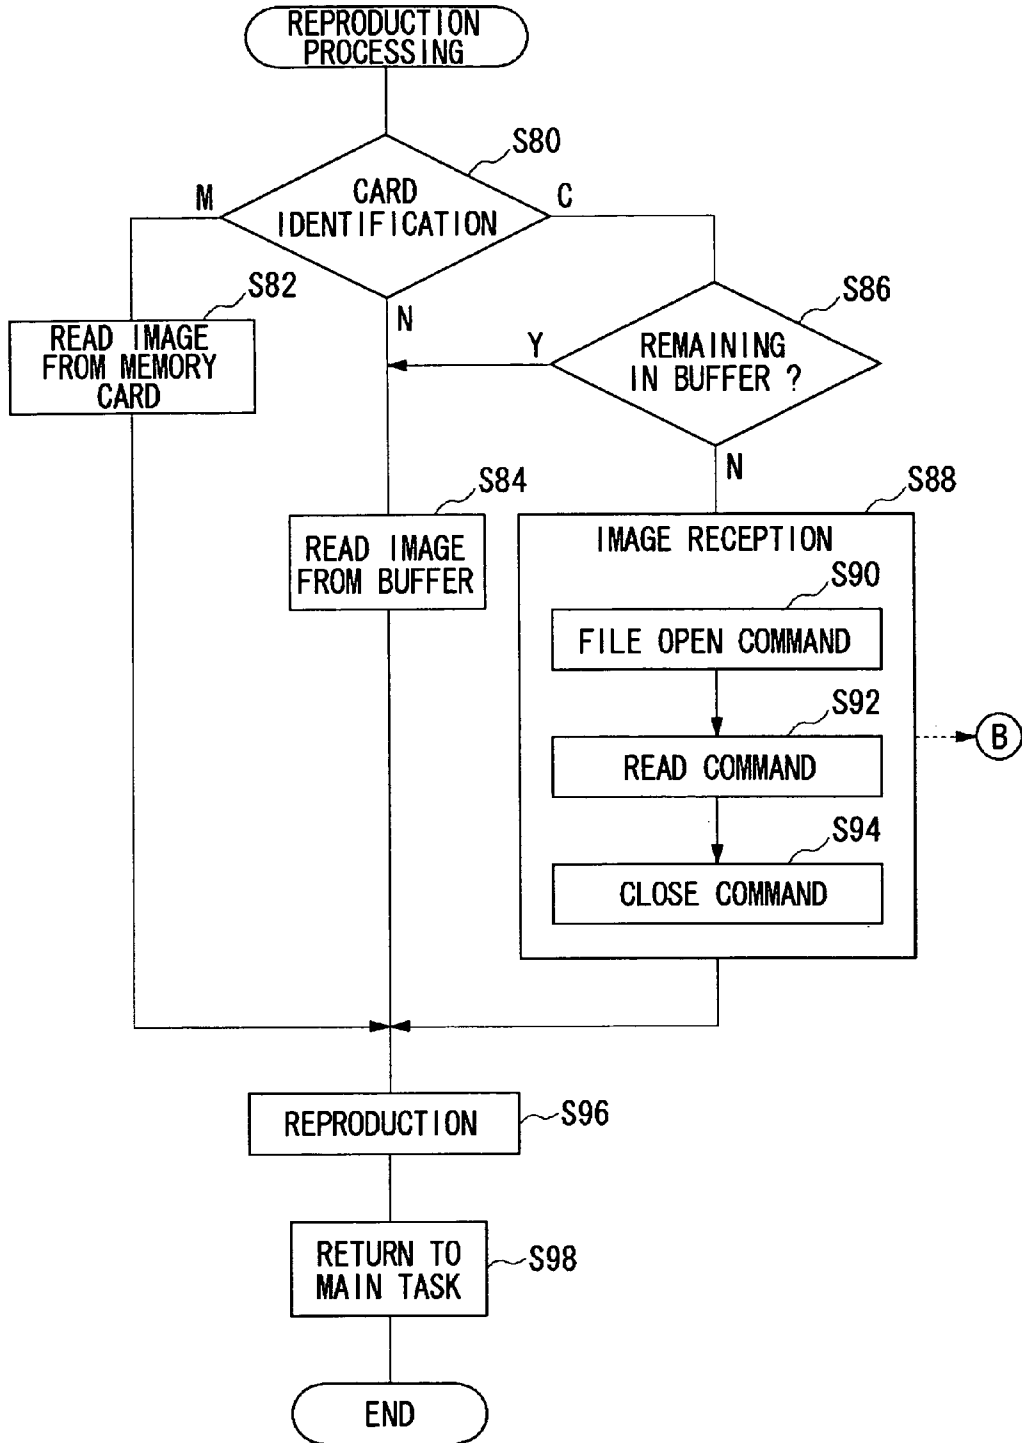 REPRODUCTION
PROCESSING
S80
CARD
IDENTIFICATION
M
C
N
S82
READ IMAGE
FROM MEMORY
CARD
S86
REMAINING
IN BUFFER ?
Y
N
S84
READ IMAGE
FROM BUFFER
S88
IMAGE RECEPTION
S90
FILE OPEN COMMAND
S92
READ COMMAND
B
S94
CLOSE COMMAND
REPRODUCTION
S96
RETURN TO
MAIN TASK
S98
END